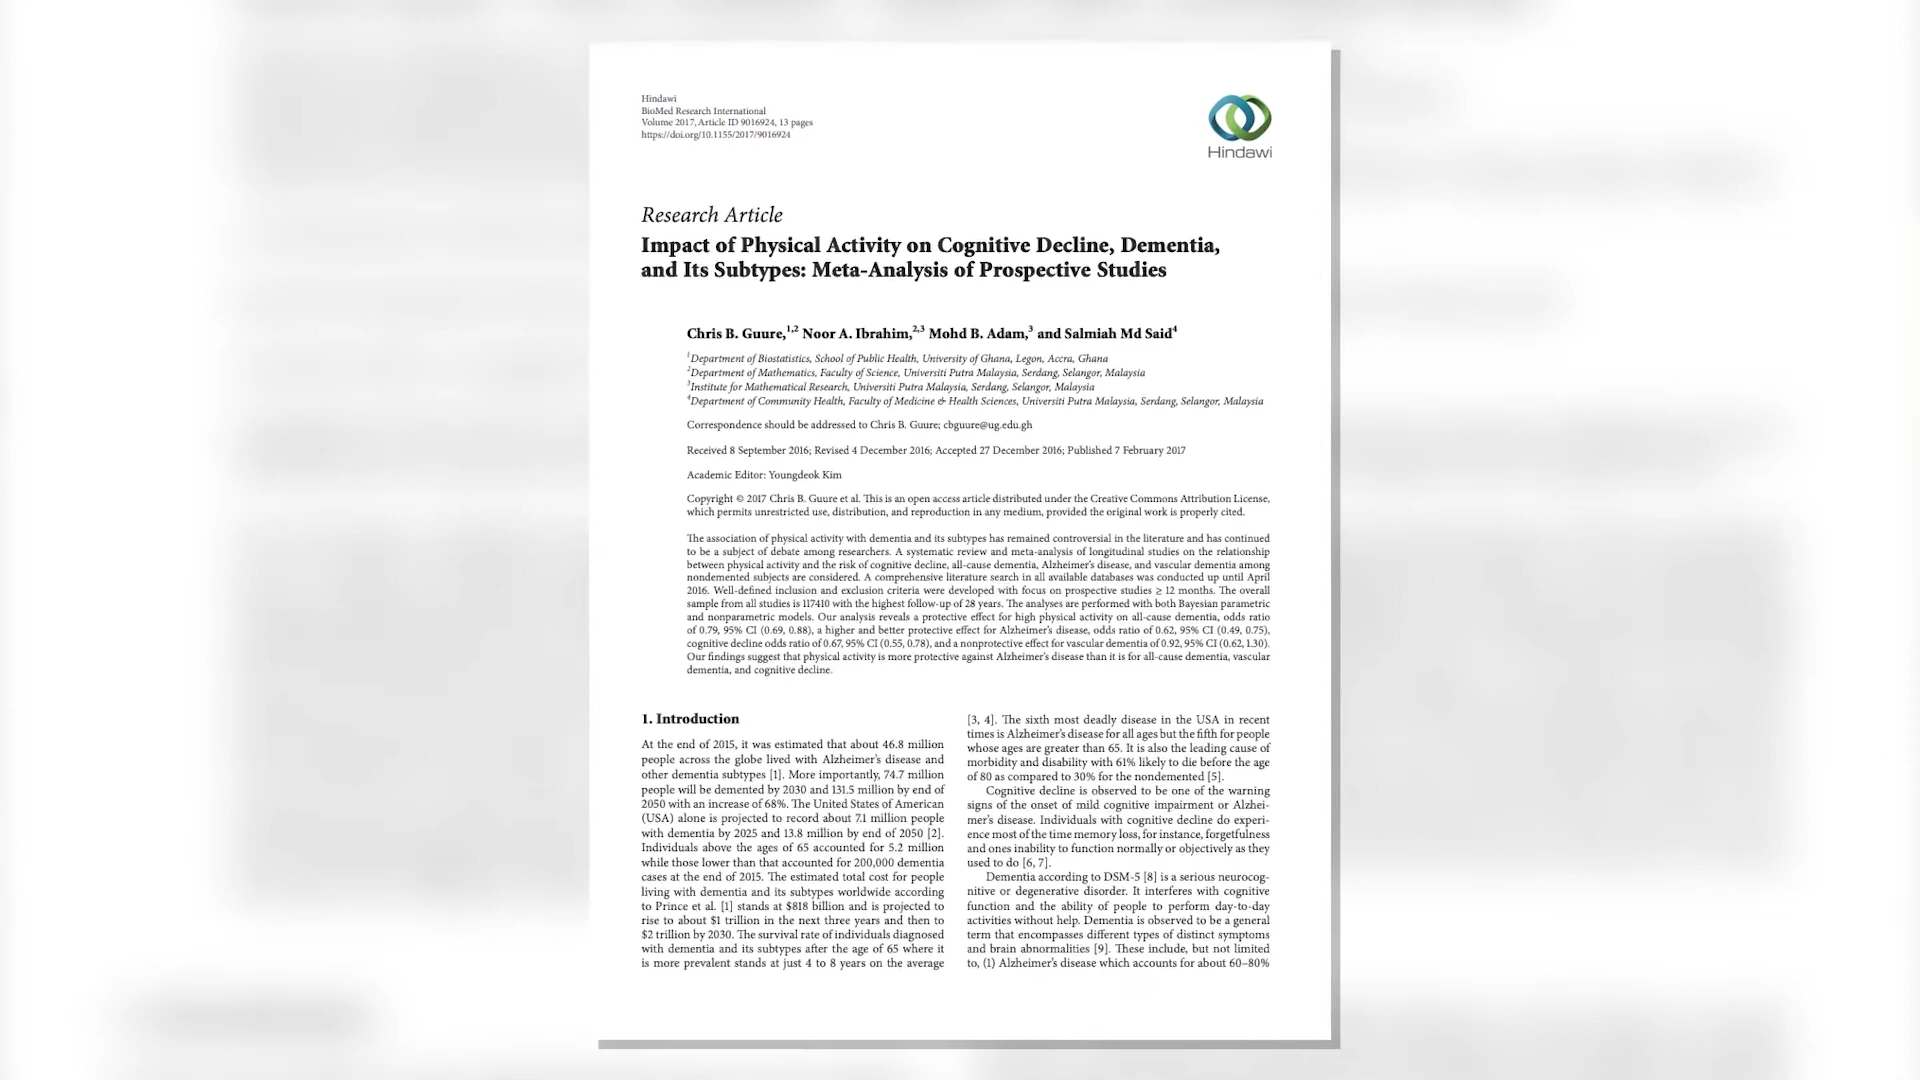 Hindawi
BioMed Research International
Volume 2017, Article ID 9016924, 13 pages
https://doi.org/10.1155/2017/9016924
Hindawi
Research Article
Impact of Physical Activity on Cognitive Decline, Dementia,
and Its Subtypes: Meta-Analysis of Prospective Studies
Chris B. Guure,1,2 Noor A. Ibrahim,2,3 Mohd B. Adam,3 and Salmiah Md Said4
1Department of Biostatistics, School of Public Health, University of Ghana, Legon, Accra, Ghana
2Department of Mathematics, Faculty of Science, Universiti Putra Malaysia, Serdang, Selangor, Malaysia
3Institute for Mathematical Research, Universiti Putra Malaysia, Serdang, Selangor, Malaysia
4Department of Community Health, Faculty of Medicine & Health Sciences, Universiti Putra Malaysia, Serdang, Selangor, Malaysia
Correspondence should be addressed to Chris B. Guure; cbguure@ug.edu.gh
Received 8 September 2016; Revised 4 December 2016; Accepted 27 December 2016; Published 7 February 2017
Academic Editor: Youngdeok Kim
Copyright © 2017 Chris B. Guure et al. This is an open access article distributed under the Creative Commons Attribution License,
which permits unrestricted use, distribution, and reproduction in any medium, provided the original work is properly cited.
The association of physical activity with dementia and its subtypes has remained controversial in the literature and has continued
to be a subject of debate among researchers. A systematic review and meta-analysis of longitudinal studies on the relationship
between physical activity and the risk of cognitive decline, all-cause dementia, Alzheimer's disease, and vascular dementia among
nondemented subjects are considered. A comprehensive literature search in all available databases was conducted up until April
2016. Well-defined inclusion and exclusion criteria were developed with focus on prospective studies ≥ 12 months. The overall
sample from all studies is 117410 with the highest follow-up of 28 years. The analyses are performed with both Bayesian parametric
and nonparametric models. Our analysis reveals a protective effect for high physical activity on all-cause dementia, odds ratio
of 0.79, 95% CI (0.69, 0.88), a higher and better protective effect for Alzheimer's disease, odds ratio of 0.62, 95% CI (0.49, 0.75),
cognitive decline odds ratio of 0.67, 95% CI (0.55, 0.78), and a nonprotective effect for vascular dementia of 0.92, 95% CI (0.62, 1.30).
Our findings suggest that physical activity is more protective against Alzheimer's disease than it is for all-cause dementia, vascular
dementia, and cognitive decline.
1. Introduction
At the end of 2015, it was estimated that about 46.8 million
people across the globe lived with Alzheimer's disease and
other dementia subtypes [1]. More importantly, 74.7 million
people will be demented by 2030 and 131.5 million by end of
2050 with an increase of 68%. The United States of American
(USA) alone is projected to record about 7.1 million people
with dementia by 2025 and 13.8 million by end of 2050 [2].
Individuals above the ages of 65 accounted for 5.2 million
while those lower than that accounted for 200,000 dementia
cases at the end of 2015. The estimated total cost for people
living with dementia and its subtypes worldwide according
to Prince et al. [1] stands at $818 billion and is projected to
rise to about $1 trillion in the next three years and then to
$2 trillion by 2030. The survival rate of individuals diagnosed
with dementia and its subtypes after the age of 65 where it
is more prevalent stands at just 4 to 8 years on the average
[3, 4]. The sixth most deadly disease in the USA in recent
times is Alzheimer's disease for all ages but the fifth for people
whose ages are greater than 65. It is also the leading cause of
morbidity and disability with 61% likely to die before the age
of 80 as compared to 30% for the nondemented [5].
Cognitive decline is observed to be one of the warning
signs of the onset of mild cognitive impairment or Alzhei-
mer's disease. Individuals with cognitive decline do experi-
ence most of the time memory loss, for instance, forgetfulness
and ones inability to function normally or objectively as they
used to do [6, 7].
Dementia according to DSM-5 [8] is a serious neurocog-
nitive or degenerative disorder. It interferes with cognitive
function and the ability of people to perform day-to-day
activities without help. Dementia is observed to be a general
term that encompasses different types of distinct symptoms
and brain abnormalities [9]. These include, but not limited
to, (1) Alzheimer's disease which accounts for about 60–80%